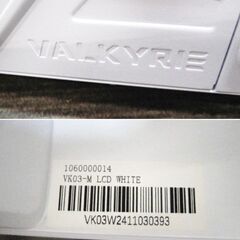 VALKYRIE
1060000014
VK03-M LCD WHITE
VK03W2411030393